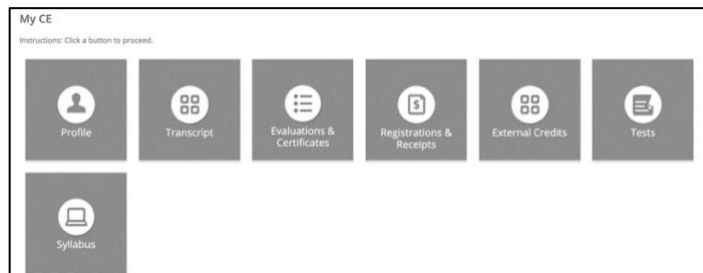 My CE
Instructions: Click a button to proceed.
Profile
Transcript
Evaluations &
Certificates
Registrations &
Receipts
External Credits
Tests
Syllabus